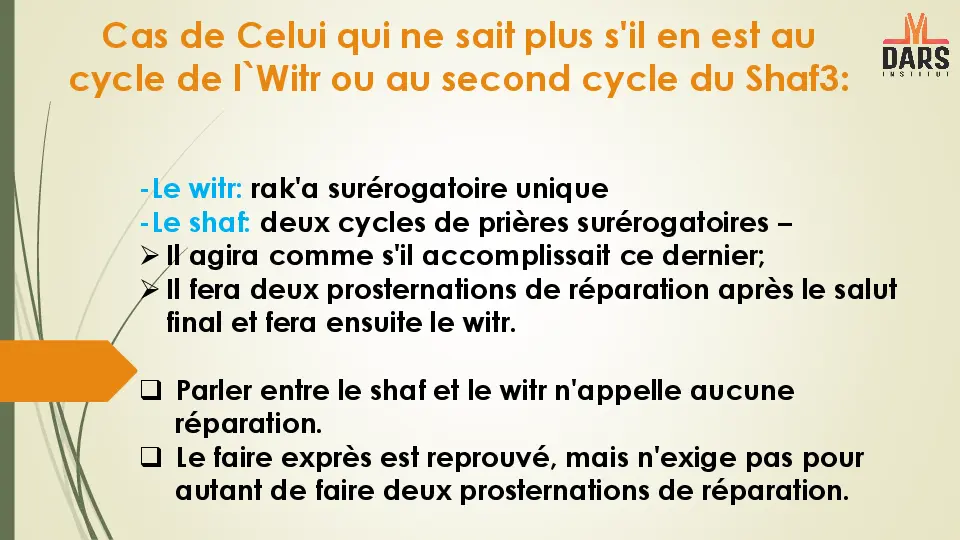 Cas de Celui qui ne sait plus s'il en est au
cycle de l`Witr ou au second cycle du Shaf3:
DARS
INSTITUT
-Le witr: rak'a surérogatoire unique
-Le shaf: deux cycles de prières surérogatoires –
➢ Il agira comme s'il accomplissait ce dernier;
➢ Il fera deux prosternations de réparation après le salut
final et fera ensuite le witr.
❑ Parler entre le shaf et le witr n'appelle aucune
réparation.
❑ Le faire exprès est reprouvé, mais n'exige pas pour
autant de faire deux prosternations de réparation.